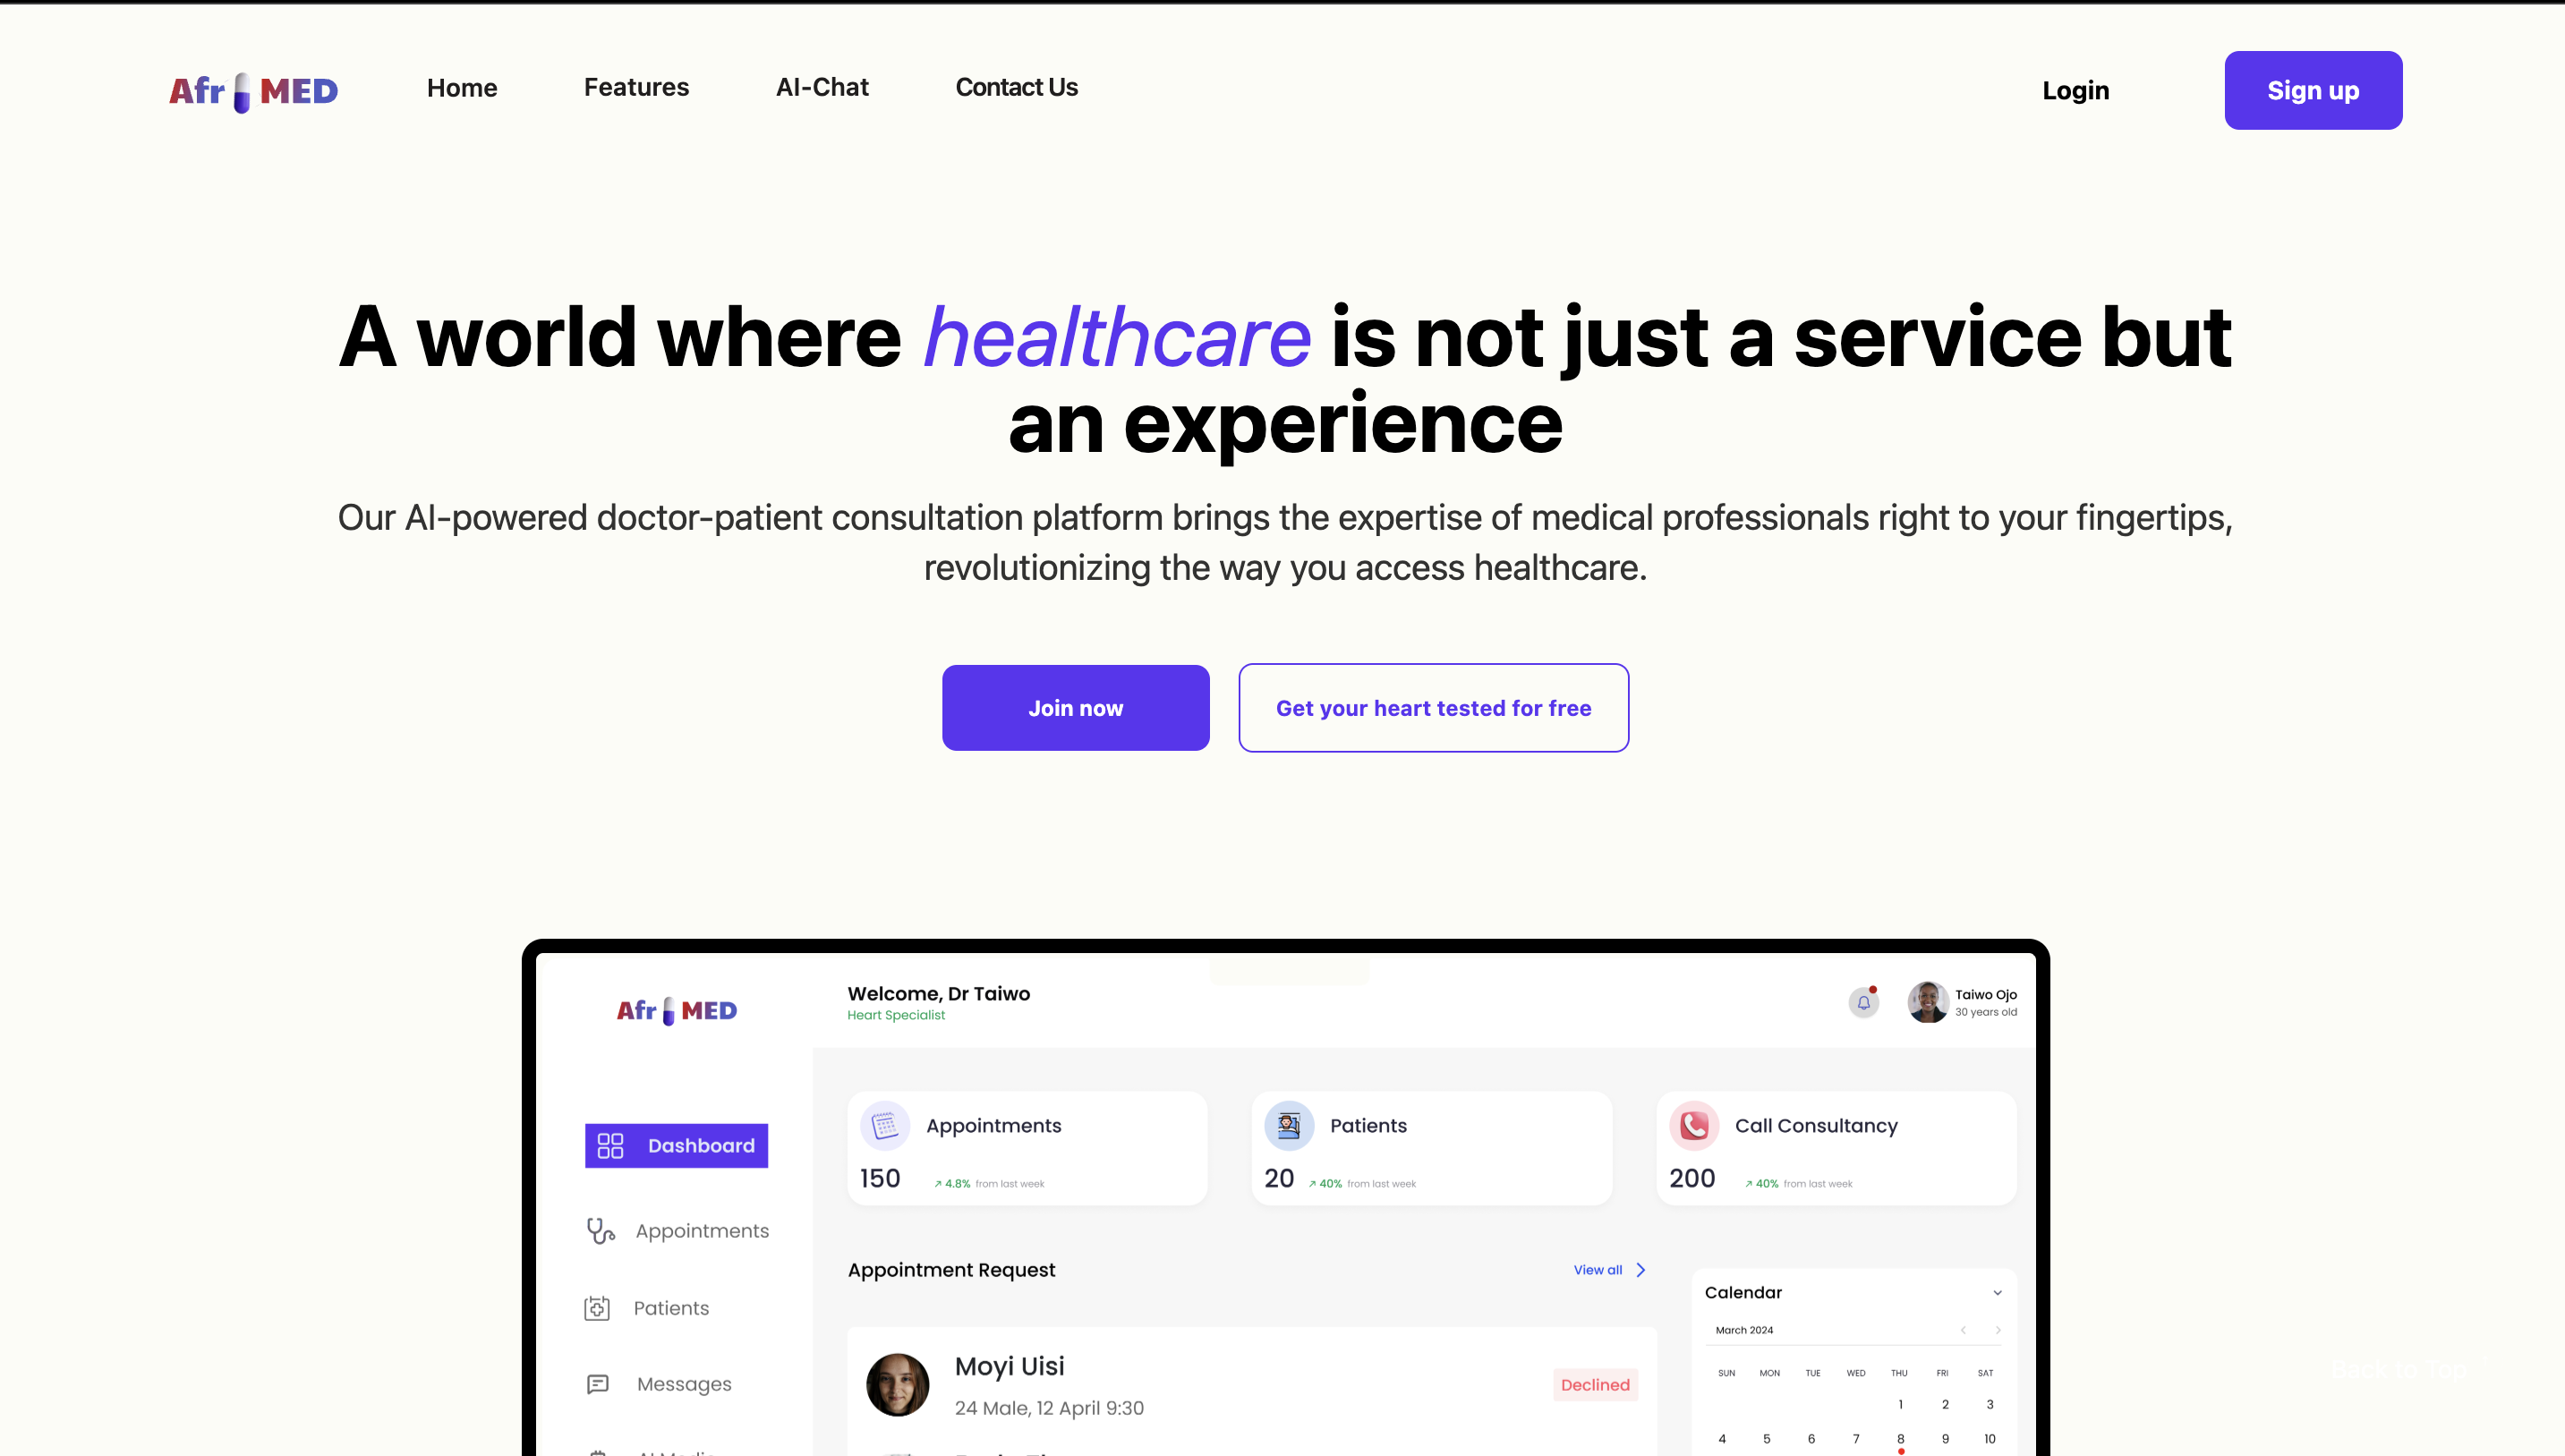 Afr MED
Home
Features
AI-Chat
Contact Us
Login
Sign up
A world where healthcare is not just a service but
an experience
Our AI-powered doctor-patient consultation platform brings the expertise of medical professionals right to your fingertips,
revolutionizing the way you access healthcare.
Join now
Get your heart tested for free
Afr MED
Welcome, Dr Taiwo
Heart Specialist
Taiwo Ojo
30 years old
Dashboard
Appointments
Patients
Messages
Appointments
150
4.8% from last week
Patients
20
40% from last week
Call Consultancy
200
40% from last week
Appointment Request
View all
Moyi Uisi
24 Male, 12 April 9:30
Declined
Calendar
March 2024
SUN MON TUE WED THU FRI SAT
1 2 3
4 5 6 7 8 9 10
Back to Top